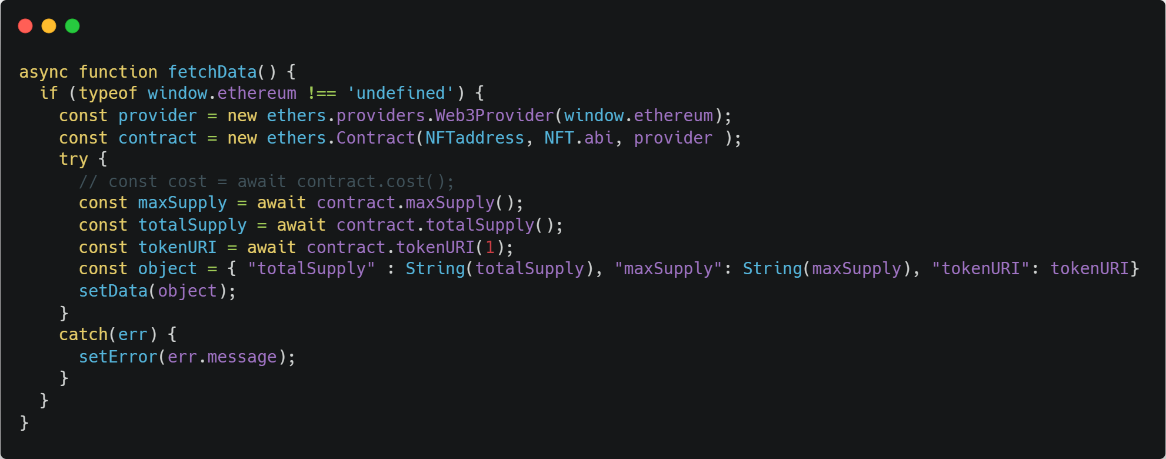 async function fetchData() {
  if (typeof window.ethereum !== 'undefined') {
    const provider = new ethers.providers.Web3Provider(window.ethereum);
    const contract = new ethers.Contract(NFTaddress, NFT.abi, provider );
    try {
      // const cost = await contract.cost();
      const maxSupply = await contract.maxSupply();
      const totalSupply = await contract.totalSupply();
      const tokenURI = await contract.tokenURI(1);
      const object = { "totalSupply" : String(totalSupply), "maxSupply": String(maxSupply), "tokenURI": tokenURI}
      setData(object);
    }
    catch(err) {
      setError(err.message);
    }
  }
}